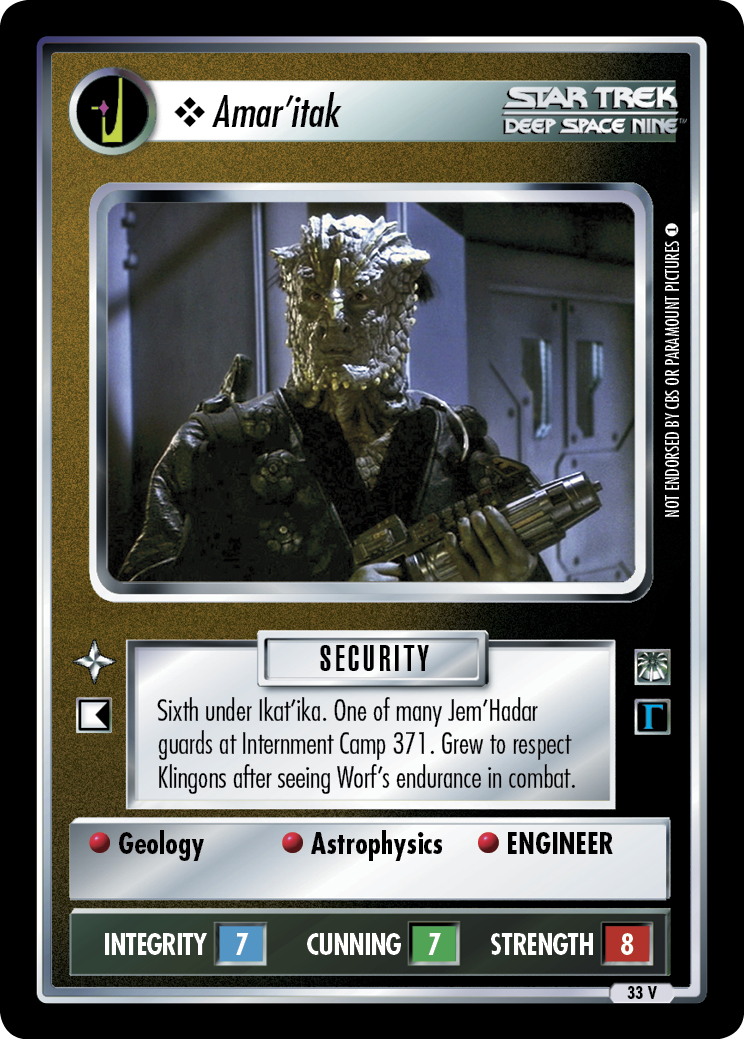 ❖ Amar'itak
STAR TREK
DEEP SPACE NINE™
NOT ENDORSED BY CBS OR PARAMOUNT PICTURES 1
SECURITY
Sixth under Ikat'ika. One of many Jem'Hadar
guards at Internment Camp 371. Grew to respect
Klingons after seeing Worf's endurance in combat.
Γ
Geology Astrophysics ENGINEER
INTEGRITY 7 CUNNING 7 STRENGTH 8
33 V